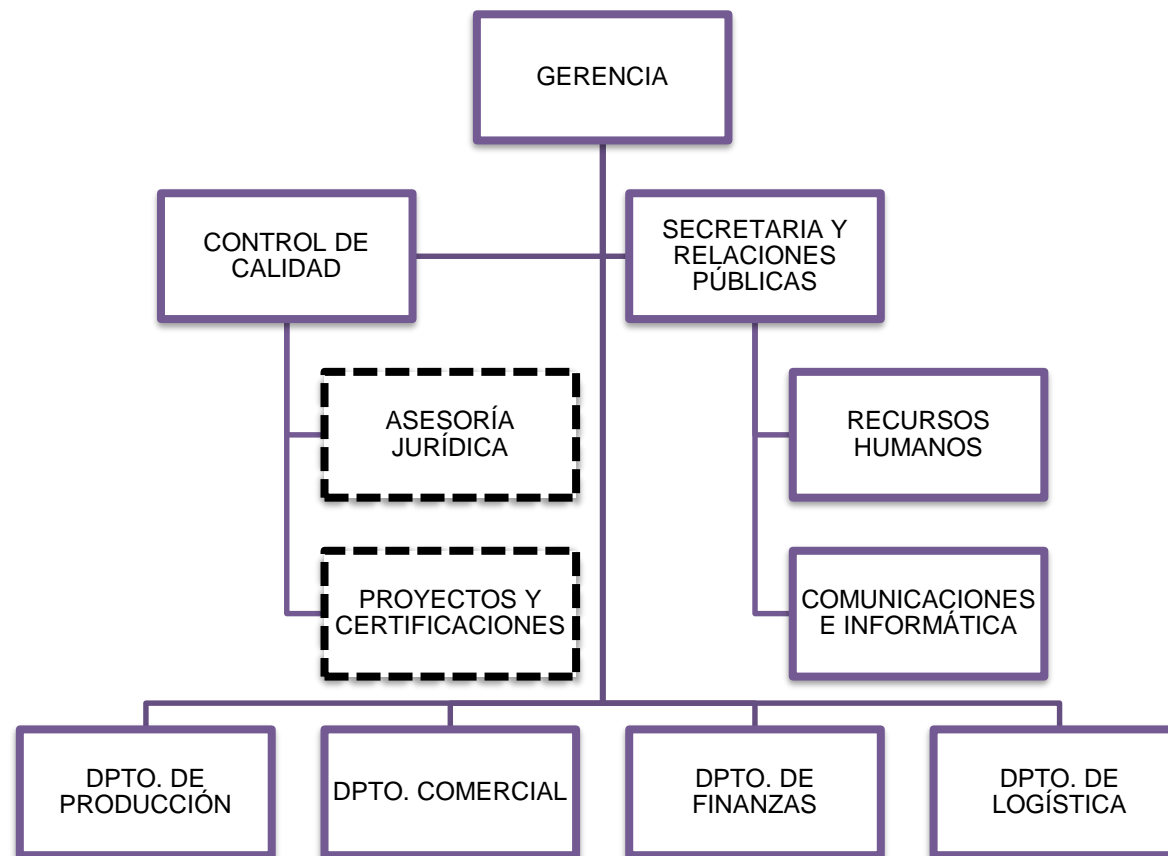 GERENCIA
CONTROL DE
CALIDAD
SECRETARIA Y
RELACIONES
PÚBLICAS
ASESORÍA
JURÍDICA
RECURSOS
HUMANOS
PROYECTOS Y
CERTIFICACIONES
COMUNICACIONES
E INFORMÁTICA
DPTO. DE
PRODUCCIÓN
DPTO. COMERCIAL
DPTO. DE
FINANZAS
DPTO. DE
LOGÍSTICA